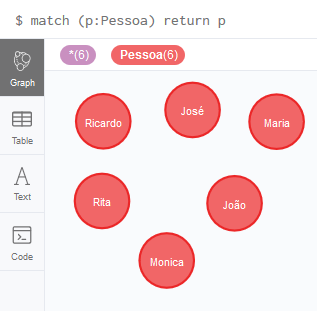 $ match (p:Pessoa) return p
*(6) Pessoa(6)
Graph
Table
Text
Code
Ricardo
José
Maria
Rita
João
Monica